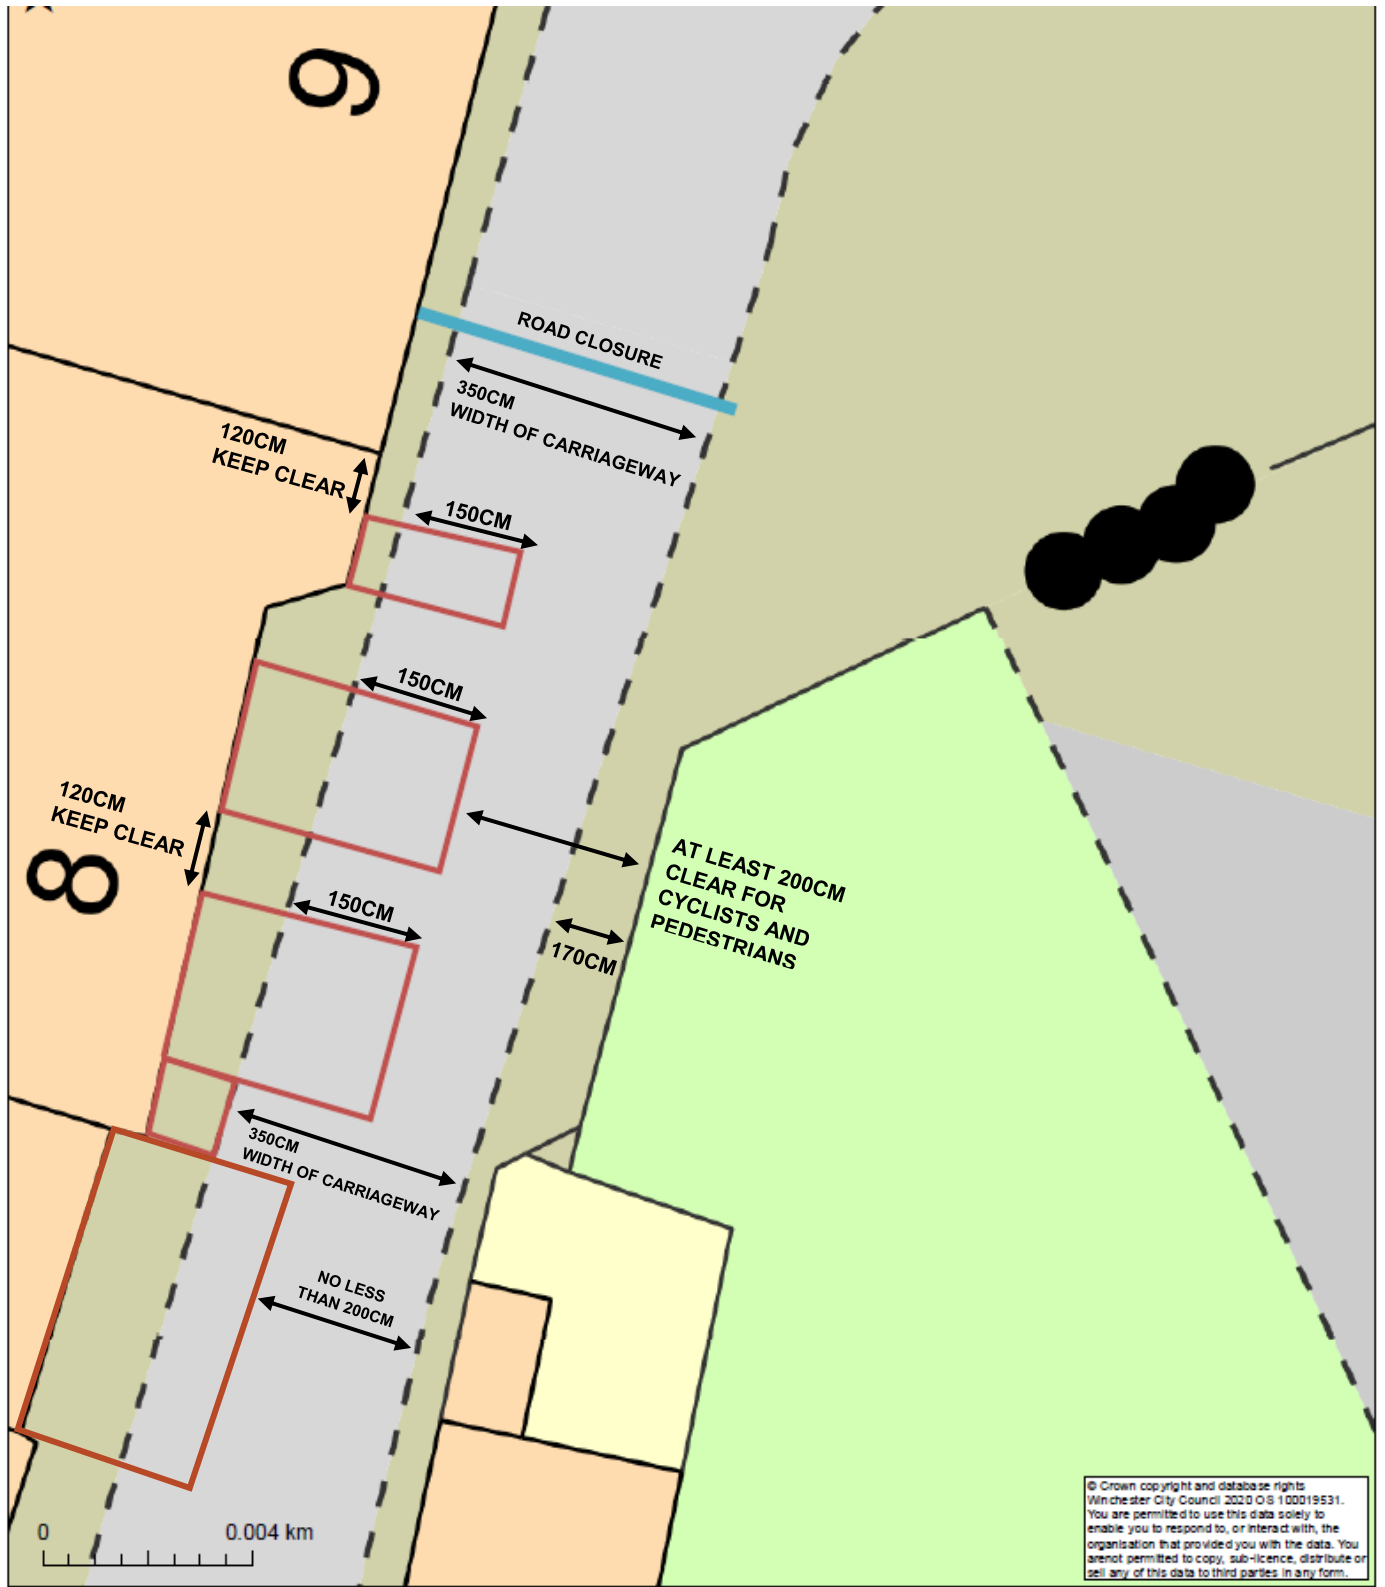 9
ROAD CLOSURE
350CM
WIDTH OF CARRIAGEWAY
120CM
KEEP CLEAR
150CM
150CM
120CM
KEEP CLEAR
8
AT LEAST 200CM
CLEAR FOR
CYCLISTS AND
PEDESTRIANS
150CM
170CM
350CM
WIDTH OF CARRIAGEWAY
NO LESS
THAN 200CM
0 0.004 km
© Crown copyright and database rights
Winchester City Council 2020 OS 100019531.
You are permitted to use this data solely to
enable you to respond to, or interact with, the
organisation that provided you with the data. You
arenot permitted to copy, sub-licence, distribute or
sell any of this data to third parties in any form.